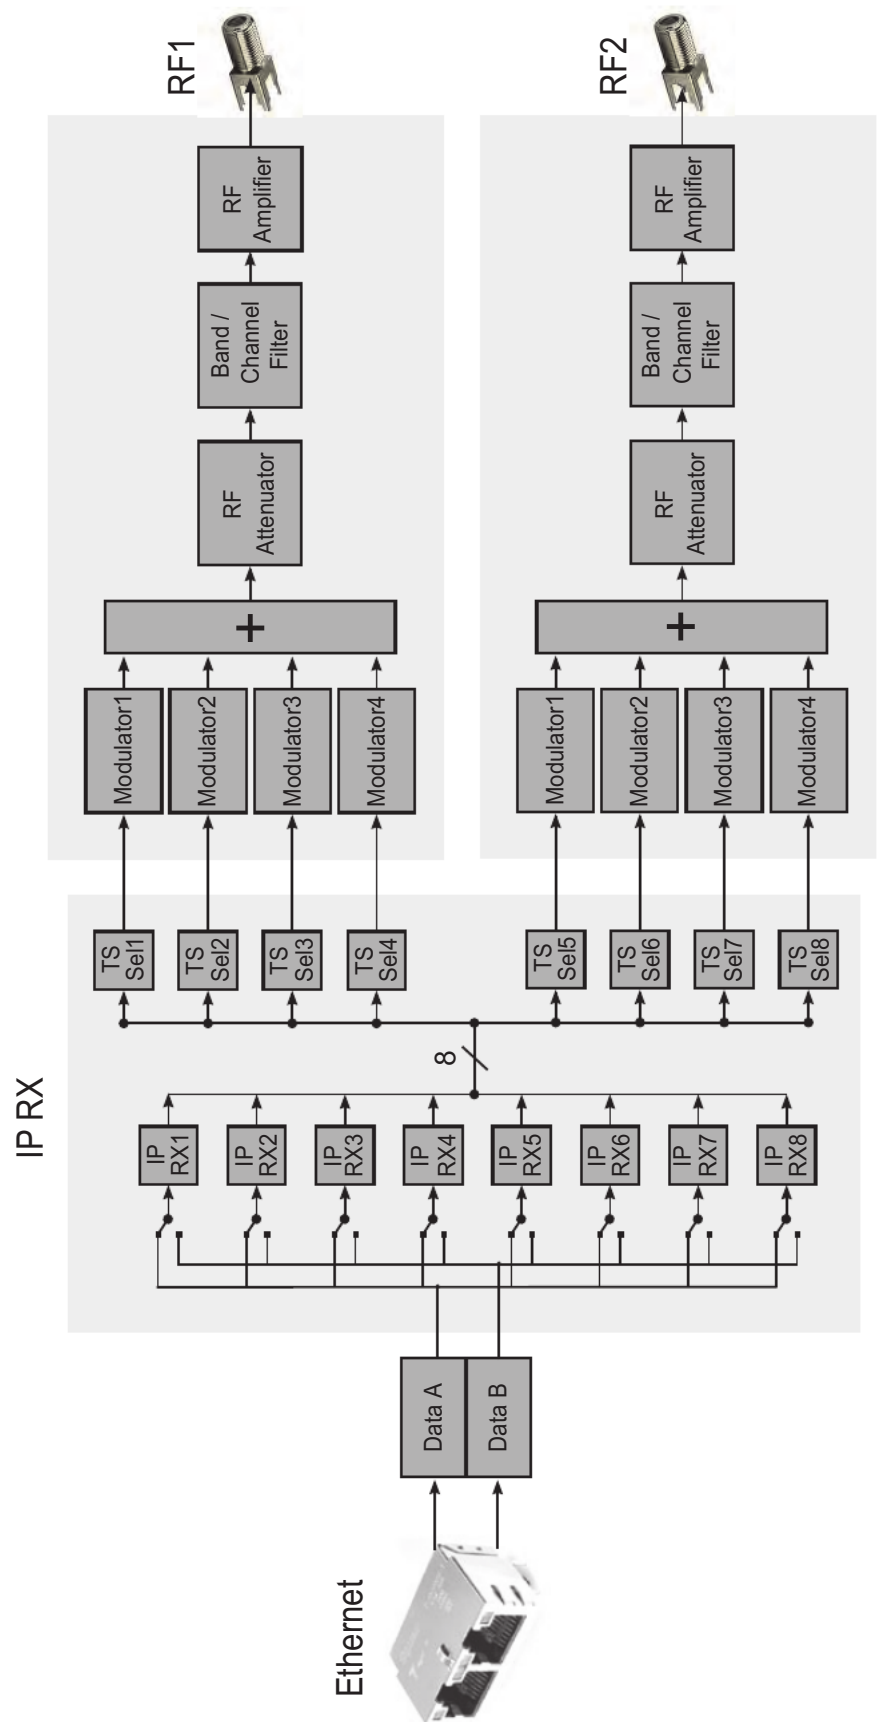 IP RX
Ethernet
Data A
Data B
IP
RX1
IP
RX2
IP
RX3
IP
RX4
IP
RX5
IP
RX6
IP
RX7
IP
RX8
8
TS
Sel1
TS
Sel2
TS
Sel3
TS
Sel4
TS
Sel5
TS
Sel6
TS
Sel7
TS
Sel8
Modulator1
Modulator2
Modulator3
Modulator4
+
RF
Attenuator
Band /
Channel
Filter
RF
Amplifier
RF1
Modulator1
Modulator2
Modulator3
Modulator4
+
RF
Attenuator
Band /
Channel
Filter
RF
Amplifier
RF2